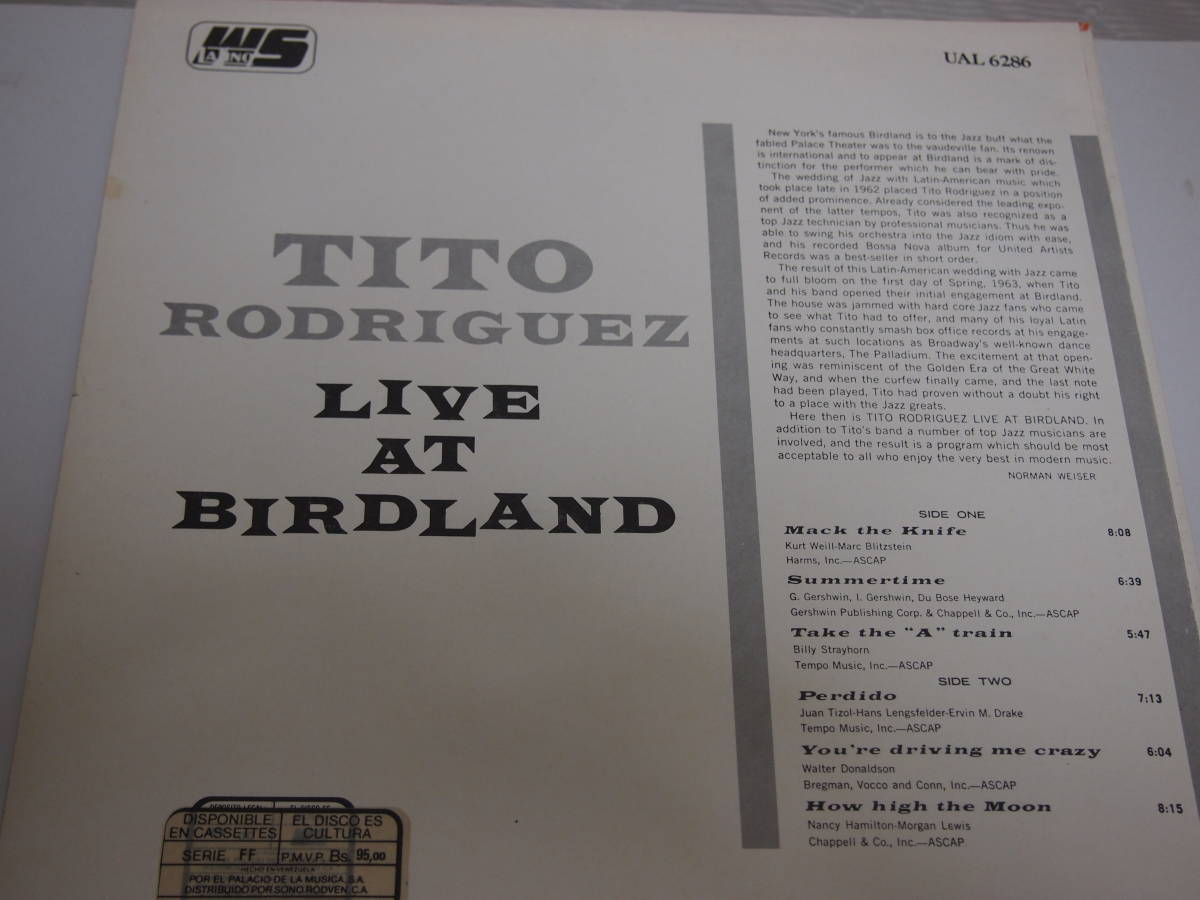 WS
LATINO
UAL 6286
TITO
RODRIGUEZ
LIVE
AT
BIRDLAND
New York's famous Birdland is to the Jazz buff what the
fabled Palace Theater was to the vaudeville fan. Its renown
is international and to appear at Birdland is a mark of dis-
tinction for the performer which he can bear with pride.
The wedding of Jazz with Latin-American music which
took place late in 1962 placed Tito Rodriguez in a position
of added prominence. Already considered the leading expo-
nent of the latter tempos, Tito was also recognized as a
top Jazz technician by professional musicians. Thus he was
able to swing his orchestra into the Jazz idiom with ease,
and his recorded Bossa Nova album for United Artists
Records was a best-seller in short order.
The result of this Latin-American wedding with Jazz came
to full bloom on the first day of Spring, 1963, when Tito
and his band opened their initial engagement at Birdland.
The house was jammed with hard core Jazz fans who came
to see what Tito had to offer, and many of his loyal Latin
fans who constantly smash box office records at his engage-
ments at such locations as Broadway's well-known dance
headquarters, The Palladium. The excitement at that open-
ing was reminiscent of the Golden Era of the Great White
Way, and when the curfew finally came, and the last note
had been played, Tito had proven without a doubt his right
to a place with the Jazz greats.
Here then is TITO RODRIGUEZ LIVE AT BIRDLAND. In
addition to Tito's band a number of top Jazz musicians are
involved, and the result is a program which should be most
acceptable to all who enjoy the very best in modern music.
NORMAN WEISER
SIDE ONE
Mack the Knife 8:08
Kurt Weill-Marc Blitzstein
Harms, Inc.—ASCAP
Summertime 6:39
G. Gershwin, I. Gershwin, Du Bose Heyward
Gershwin Publishing Corp. & Chappell & Co., Inc.—ASCAP
Take the "A" train 5:47
Billy Strayhorn
Tempo Music, Inc.—ASCAP
SIDE TWO
Perdido 7:13
Juan Tizol-Hans Lengsfelder-Ervin M. Drake
Tempo Music, Inc.—ASCAP
You're driving me crazy 6:04
Walter Donaldson
Bregman, Vocco and Conn, Inc.—ASCAP
How high the Moon 8:15
Nancy Hamilton-Morgan Lewis
Chappell & Co., Inc.—ASCAP
DISPONIBLE EN CASSETTES
EL DISCO ES CULTURA
SERIE FF P.M.V.P. Bs. 95,00
HECHO EN VENEZUELA
POR EL PALACIO DE LA MUSICA, S.A.
DISTRIBUIDO POR SONO-RODVEN, C.A.